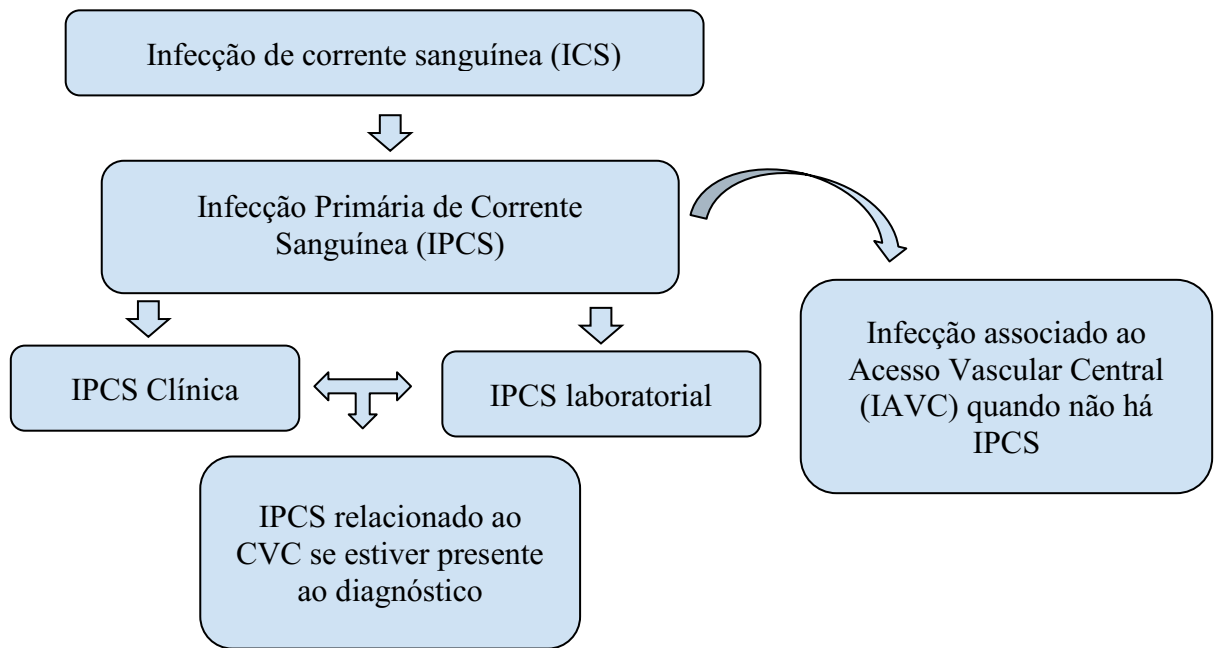 Infecção de corrente sanguínea (ICS)
Infecção Primária de Corrente
Sanguínea (IPCS)
IPCS Clínica
IPCS laboratorial
Infecção associado ao
Acesso Vascular Central
(IAVC) quando não há
IPCS
IPCS relacionado ao
CVC se estiver presente
ao diagnóstico